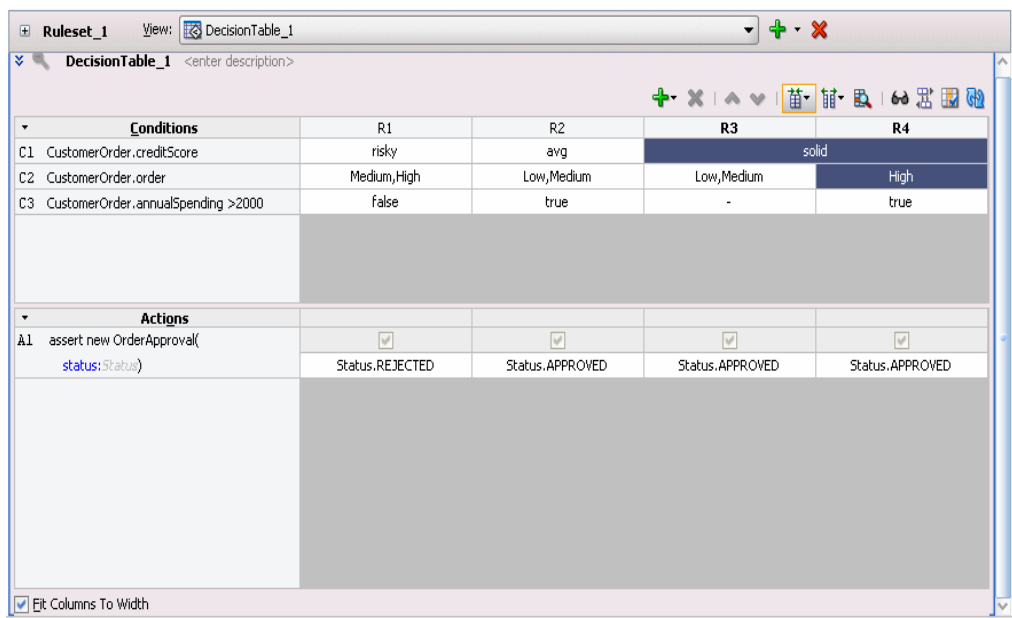 Ruleset_1 View: DecisionTable_1
DecisionTable_1 <enter description>
Conditions R1 R2 R3 R4
C1 CustomerOrder.creditScore risky avg solid
C2 CustomerOrder.order Medium,High Low,Medium Low,Medium High
C3 CustomerOrder.annualSpending >2000 false true - true
Actions
A1 assert new OrderApproval(
status:Status) Status.REJECTED Status.APPROVED Status.APPROVED Status.APPROVED
Fit Columns To Width